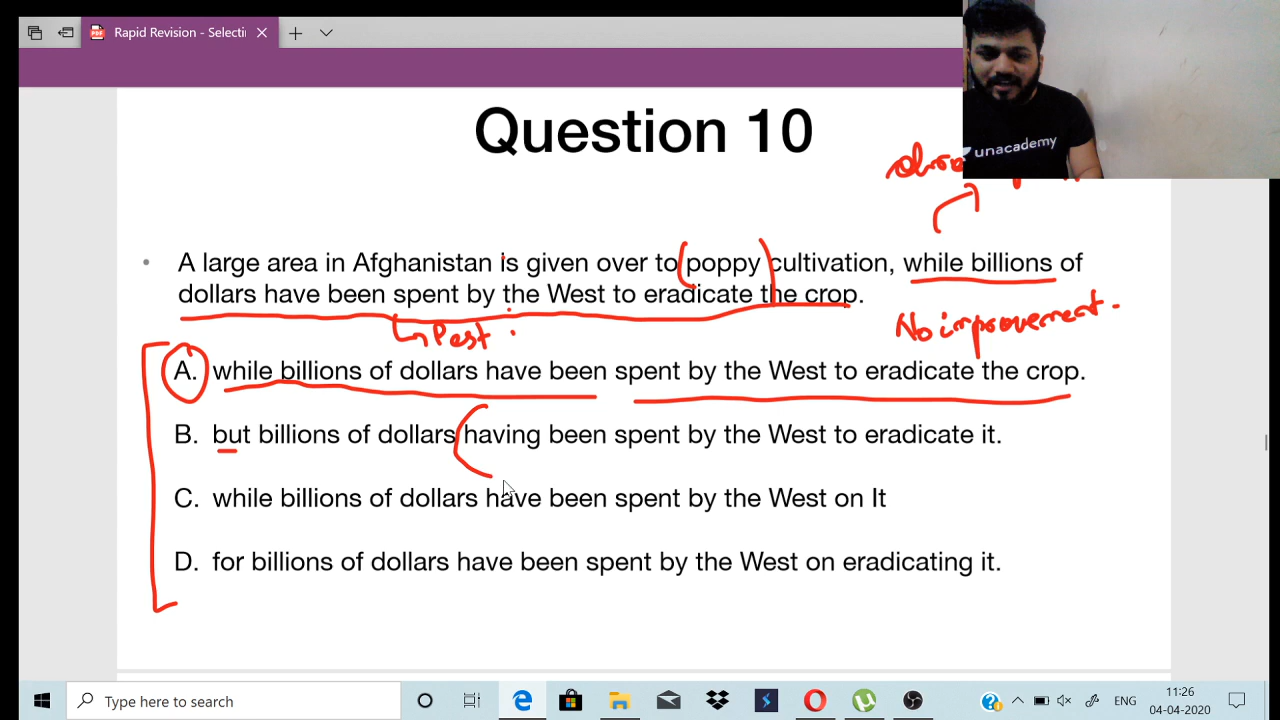 Rapid Revision - Selecti
Question 10
unacademy
• A large area in Afghanistan is given over to poppy cultivation, while billions of
dollars have been spent by the West to eradicate the crop.
Past
No improvement.
A. while billions of dollars have been spent by the West to eradicate the crop.
B. but billions of dollars having been spent by the West to eradicate it.
C. while billions of dollars have been spent by the West on It
D. for billions of dollars have been spent by the West on eradicating it.
Type here to search
ENG
11:26
04-04-2020